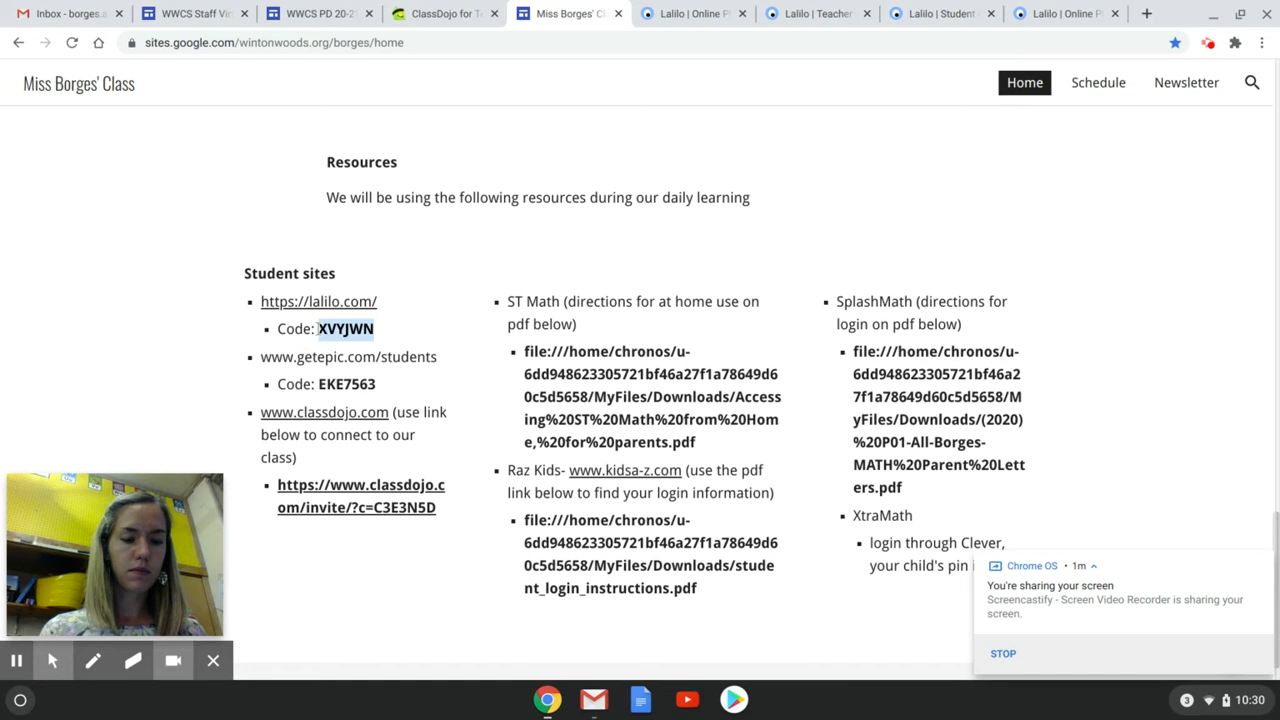 Inbox - borges.a
WWCS Staff Vir
WWCS PD 20-21
ClassDojo for Te
Miss Borges' Cl
Lalilo | Online P
Lalilo | Teacher
Lalilo | Student
Lalilo | Online P
sites.google.com/wintonwoods.org/borges/home
Miss Borges' Class
Home
Schedule
Newsletter
Resources
We will be using the following resources during our daily learning
Student sites
https://lalilo.com/
Code: XVYJWN
www.getepic.com/students
Code: EKE7563
www.classdojo.com (use link
below to connect to our
class)
https://www.classdojo.c
om/invite/?c=C3E3N5D
ST Math (directions for at home use on
pdf below)
file:///home/chronos/u-
6dd948623305721bf46a27f1a78649d6
0c5d5658/MyFiles/Downloads/Access
ing%20ST%20Math%20from%20Hom
e,%20for%20parents.pdf
Raz Kids- www.kidsa-z.com (use the pdf
link below to find your login information)
file:///home/chronos/u-
6dd948623305721bf46a27f1a78649d6
0c5d5658/MyFiles/Downloads/stude
nt_login_instructions.pdf
SplashMath (directions for
login on pdf below)
file:///home/chronos/u-
6dd948623305721bf46a2
7f1a78649d60c5d5658/M
yFiles/Downloads/(2020)
%20P01-All-Borges-
MATH%20Parent%20Lett
ers.pdf
XtraMath
login through Clever,
your child's pin
Chrome OS • 1m
You're sharing your screen
Screencastify - Screen Video Recorder is sharing your
screen.
STOP
3
10:30